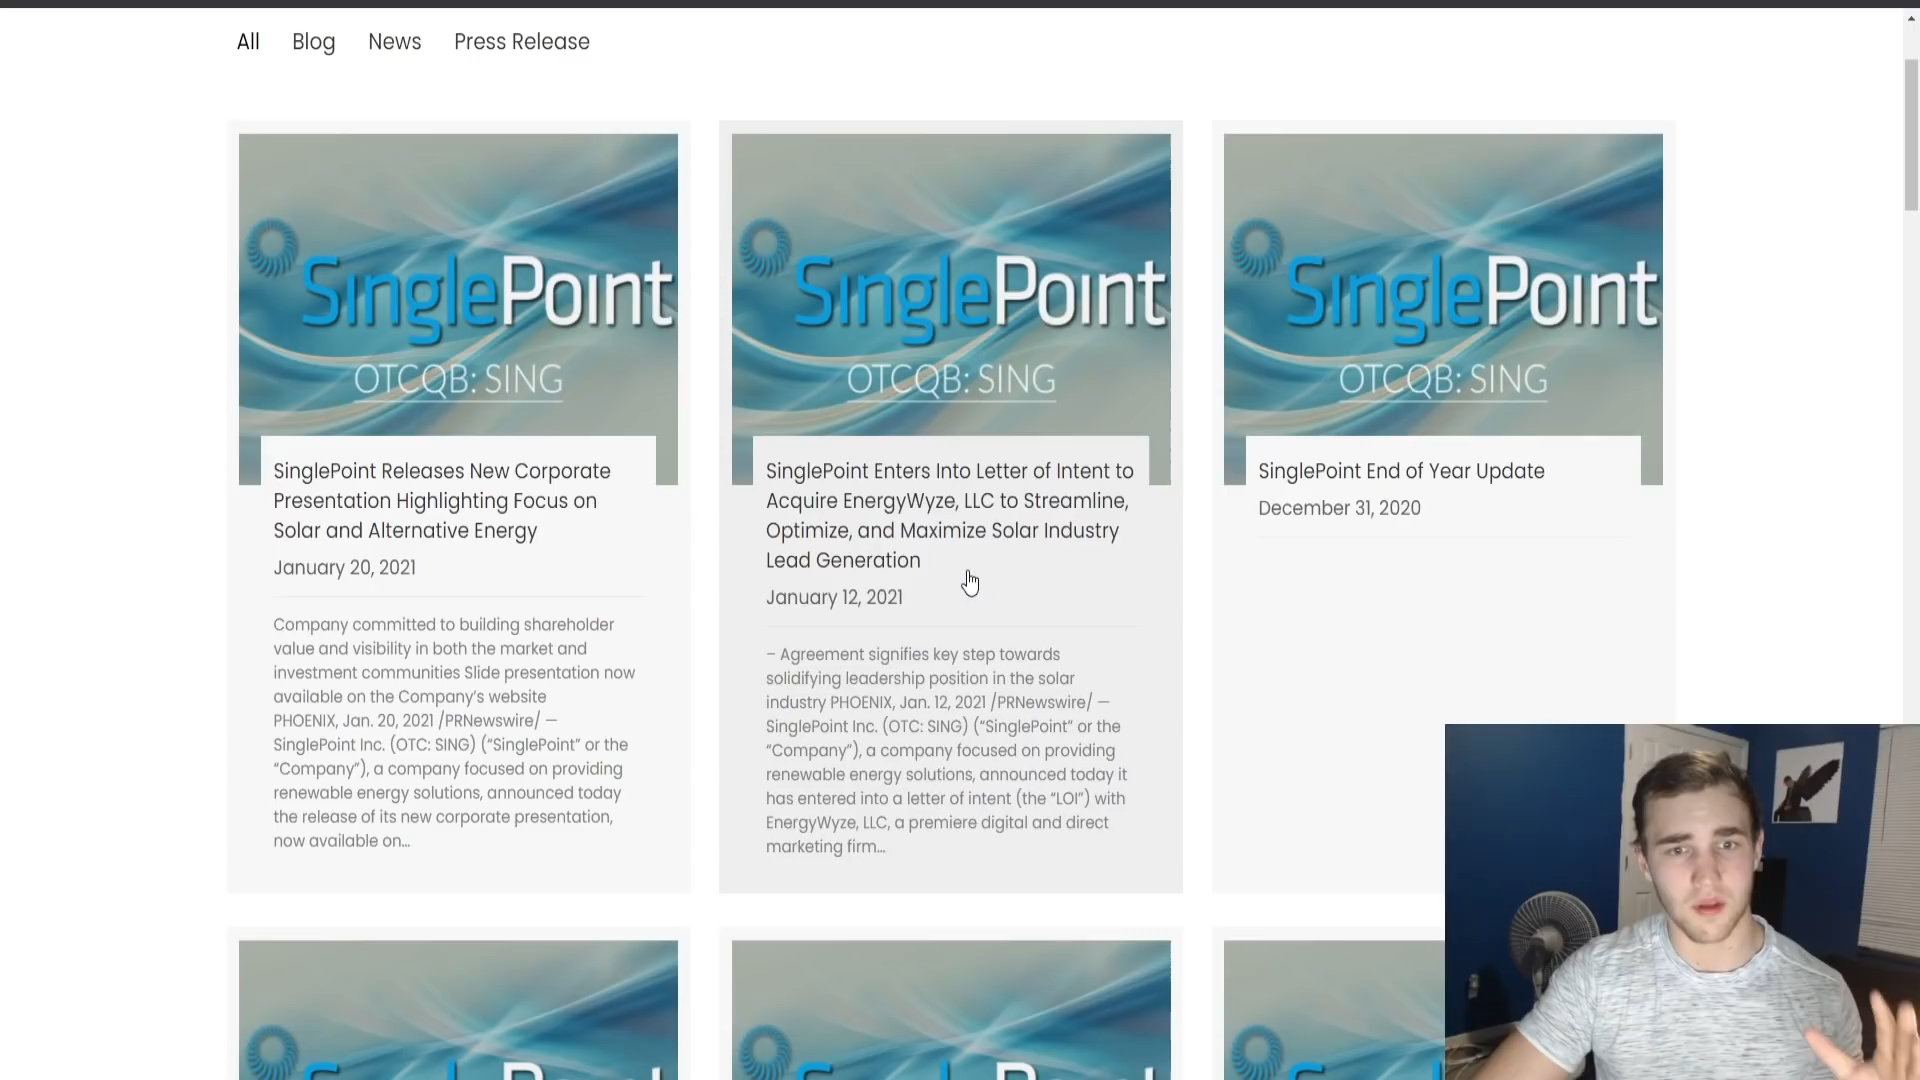 All Blog News Press Release
SinglePoint
OTCQB: SING
SinglePoint Releases New Corporate
Presentation Highlighting Focus on
Solar and Alternative Energy
January 20, 2021
Company committed to building shareholder
value and visibility in both the market and
investment communities Slide presentation now
available on the Company’s website
PHOENIX, Jan. 20, 2021 /PRNewswire/ —
SinglePoint Inc. (OTC: SING) (“SinglePoint” or the
“Company”), a company focused on providing
renewable energy solutions, announced today
the release of its new corporate presentation,
now available on…
SinglePoint
OTCQB: SING
SinglePoint Enters Into Letter of Intent to
Acquire EnergyWyze, LLC to Streamline,
Optimize, and Maximize Solar Industry
Lead Generation
January 12, 2021
– Agreement signifies key step towards
solidifying leadership position in the solar
industry PHOENIX, Jan. 12, 2021 /PRNewswire/ —
SinglePoint Inc. (OTC: SING) (“SinglePoint” or the
“Company”), a company focused on providing
renewable energy solutions, announced today it
has entered into a letter of intent (the “LOI”) with
EnergyWyze, LLC, a premiere digital and direct
marketing firm…
SinglePoint
OTCQB: SING
SinglePoint End of Year Update
December 31, 2020